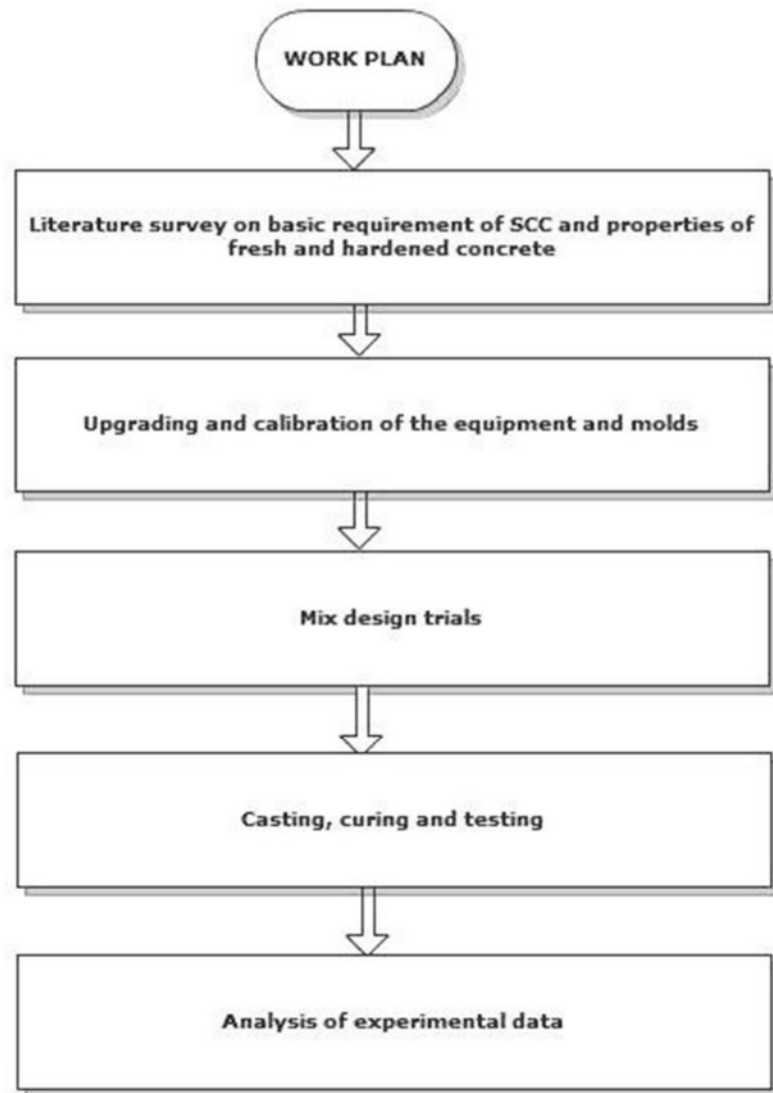 WORK PLAN
Literature survey on basic requirement of SCC and properties of
fresh and hardened concrete
Upgrading and calibration of the equipment and molds
Mix design trials
Casting, curing and testing
Analysis of experimental data